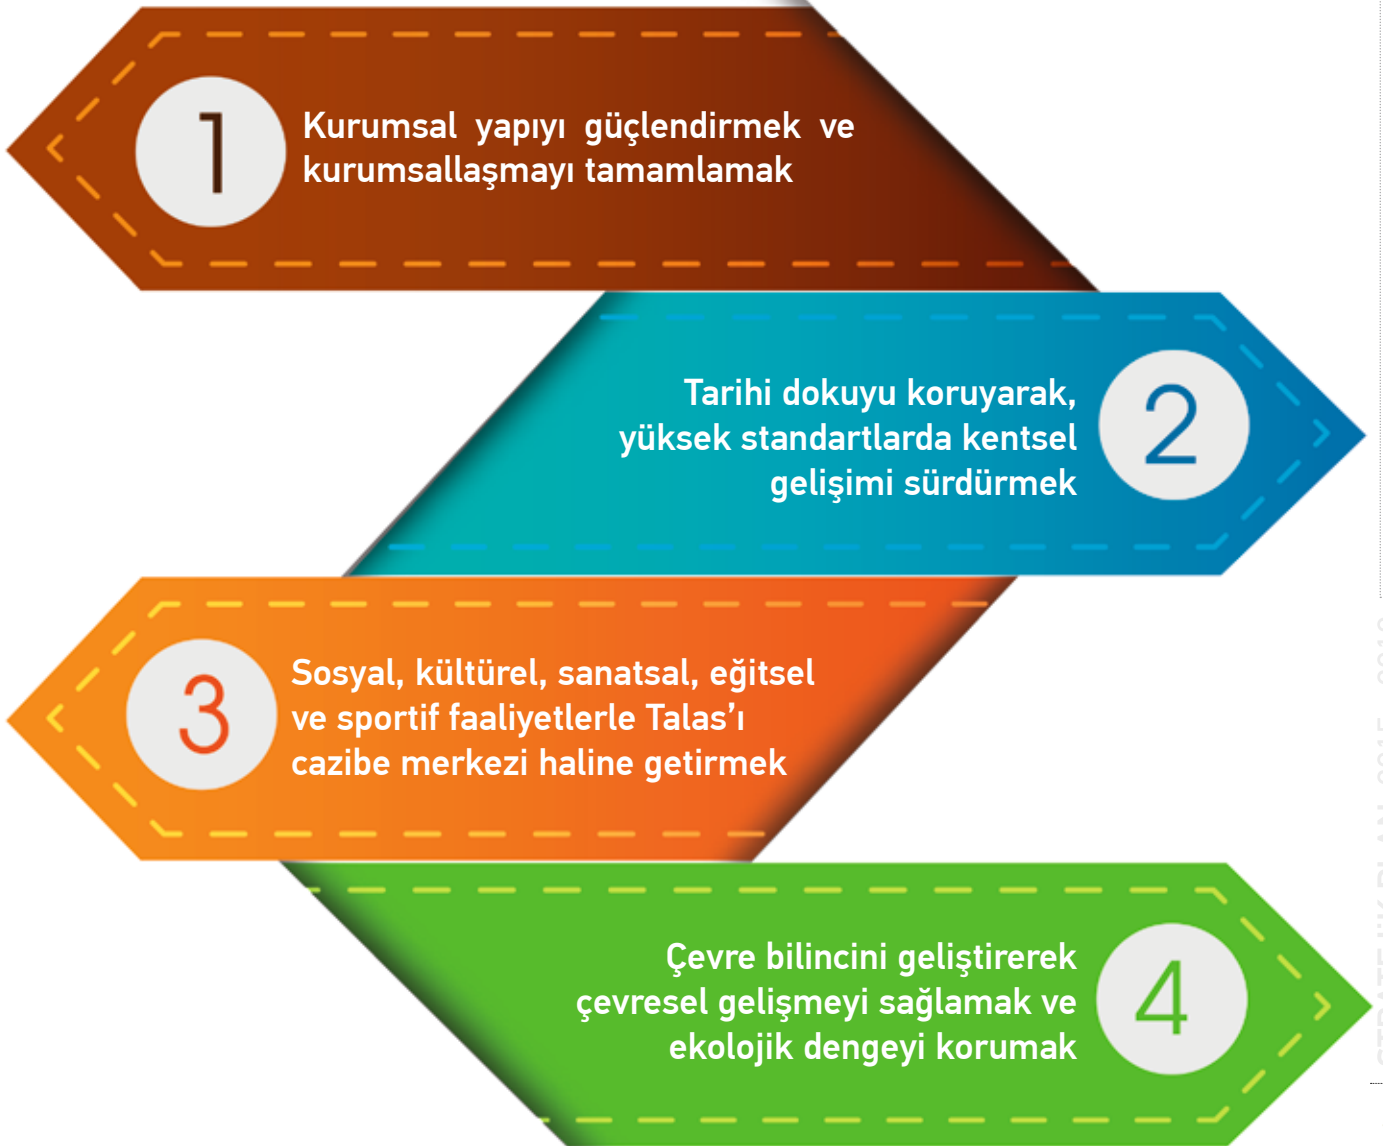 1
Kurumsal yapıyı güçlendirmek ve
kurumsallaşmayı tamamlamak
2
Tarihi dokuyu koruyarak,
yüksek standartlarda kentsel
gelişimi sürdürmek
3
Sosyal, kültürel, sanatsal, eğitsel
ve sportif faaliyetlerle Talas’ı
cazibe merkezi haline getirmek
4
Çevre bilincini geliştirerek
çevresel gelişmeyi sağlamak ve
ekolojik dengeyi korumak